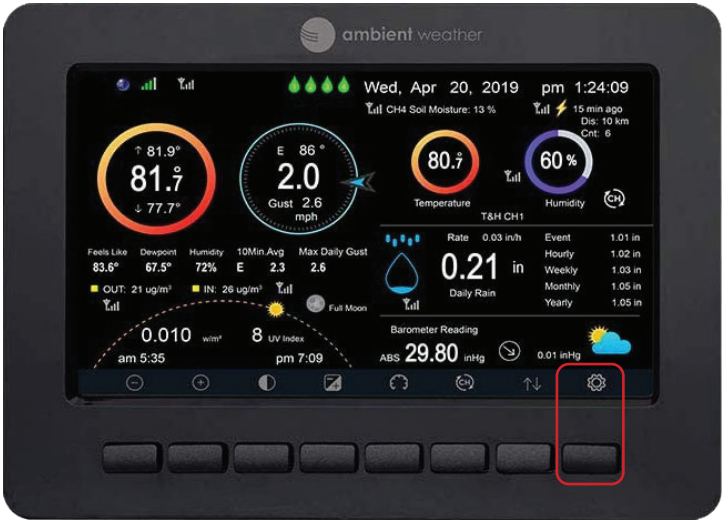 ambient weather
Wed, Apr 20, 2019 pm 1:24:09
CH4 Soil Moisture: 13 %
15 min ago
Dis: 10 km
Cnt: 6
↑ 81.9°
81.7°
↓ 77.7°
E 86 °
2.0
Gust 2.6
mph
80.7°
Temperature
60 %
Humidity
CH
T&H CH1
Feels Like Dewpoint Humidity 10Min.Avg Max Daily Gust
83.6° 67.5° 72% E 2.3 2.6
OUT: 21 ug/m³ IN: 26 ug/m³
Full Moon
0.010 w/m² 8 UV Index
am 5:35 pm 7:09
Rate 0.03 in/h
0.21 in
Daily Rain
Event 1.01 in
Hourly 1.02 in
Weekly 1.03 in
Monthly 1.05 in
Yearly 1.05 in
Barometer Reading
ABS 29.80 inHg 0.01 inHg
CH